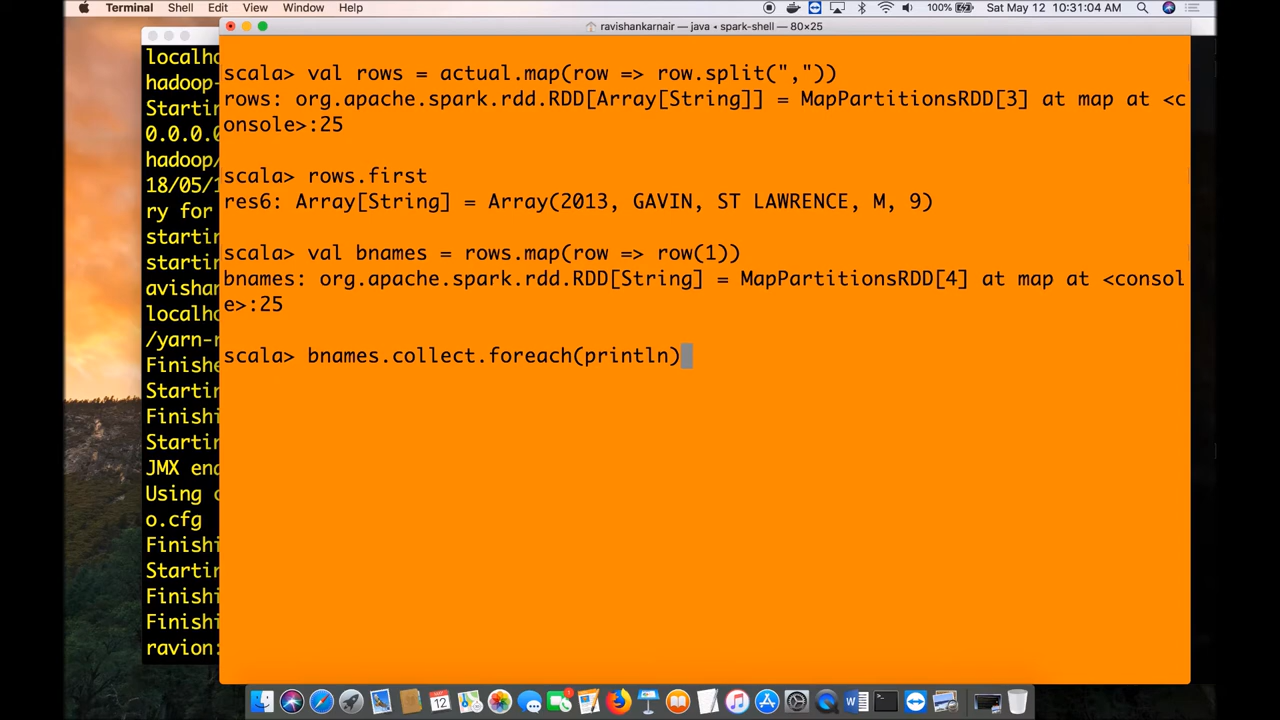 Terminal Shell Edit View Window Help 100% Sat May 12 10:31:04 AM
ravishankarnair — java • spark-shell — 80×25
scala> val rows = actual.map(row => row.split(","))
rows: org.apache.spark.rdd.RDD[Array[String]] = MapPartitionsRDD[3] at map at <c
onsole>:25
scala> rows.first
res6: Array[String] = Array(2013, GAVIN, ST LAWRENCE, M, 9)
scala> val bnames = rows.map(row => row(1))
bnames: org.apache.spark.rdd.RDD[String] = MapPartitionsRDD[4] at map at <consol
e>:25
scala> bnames.collect.foreach(println)
localho
hadoop-
Startin
0.0.0.0
hadoop/
18/05/1
ry for
startin
startin
avishan
localho
/yarn-r
Finishe
Startin
Finishi
Startin
JMX ena
Using c
o.cfg
Finishi
Startin
Finishi
Finishi
ravion: